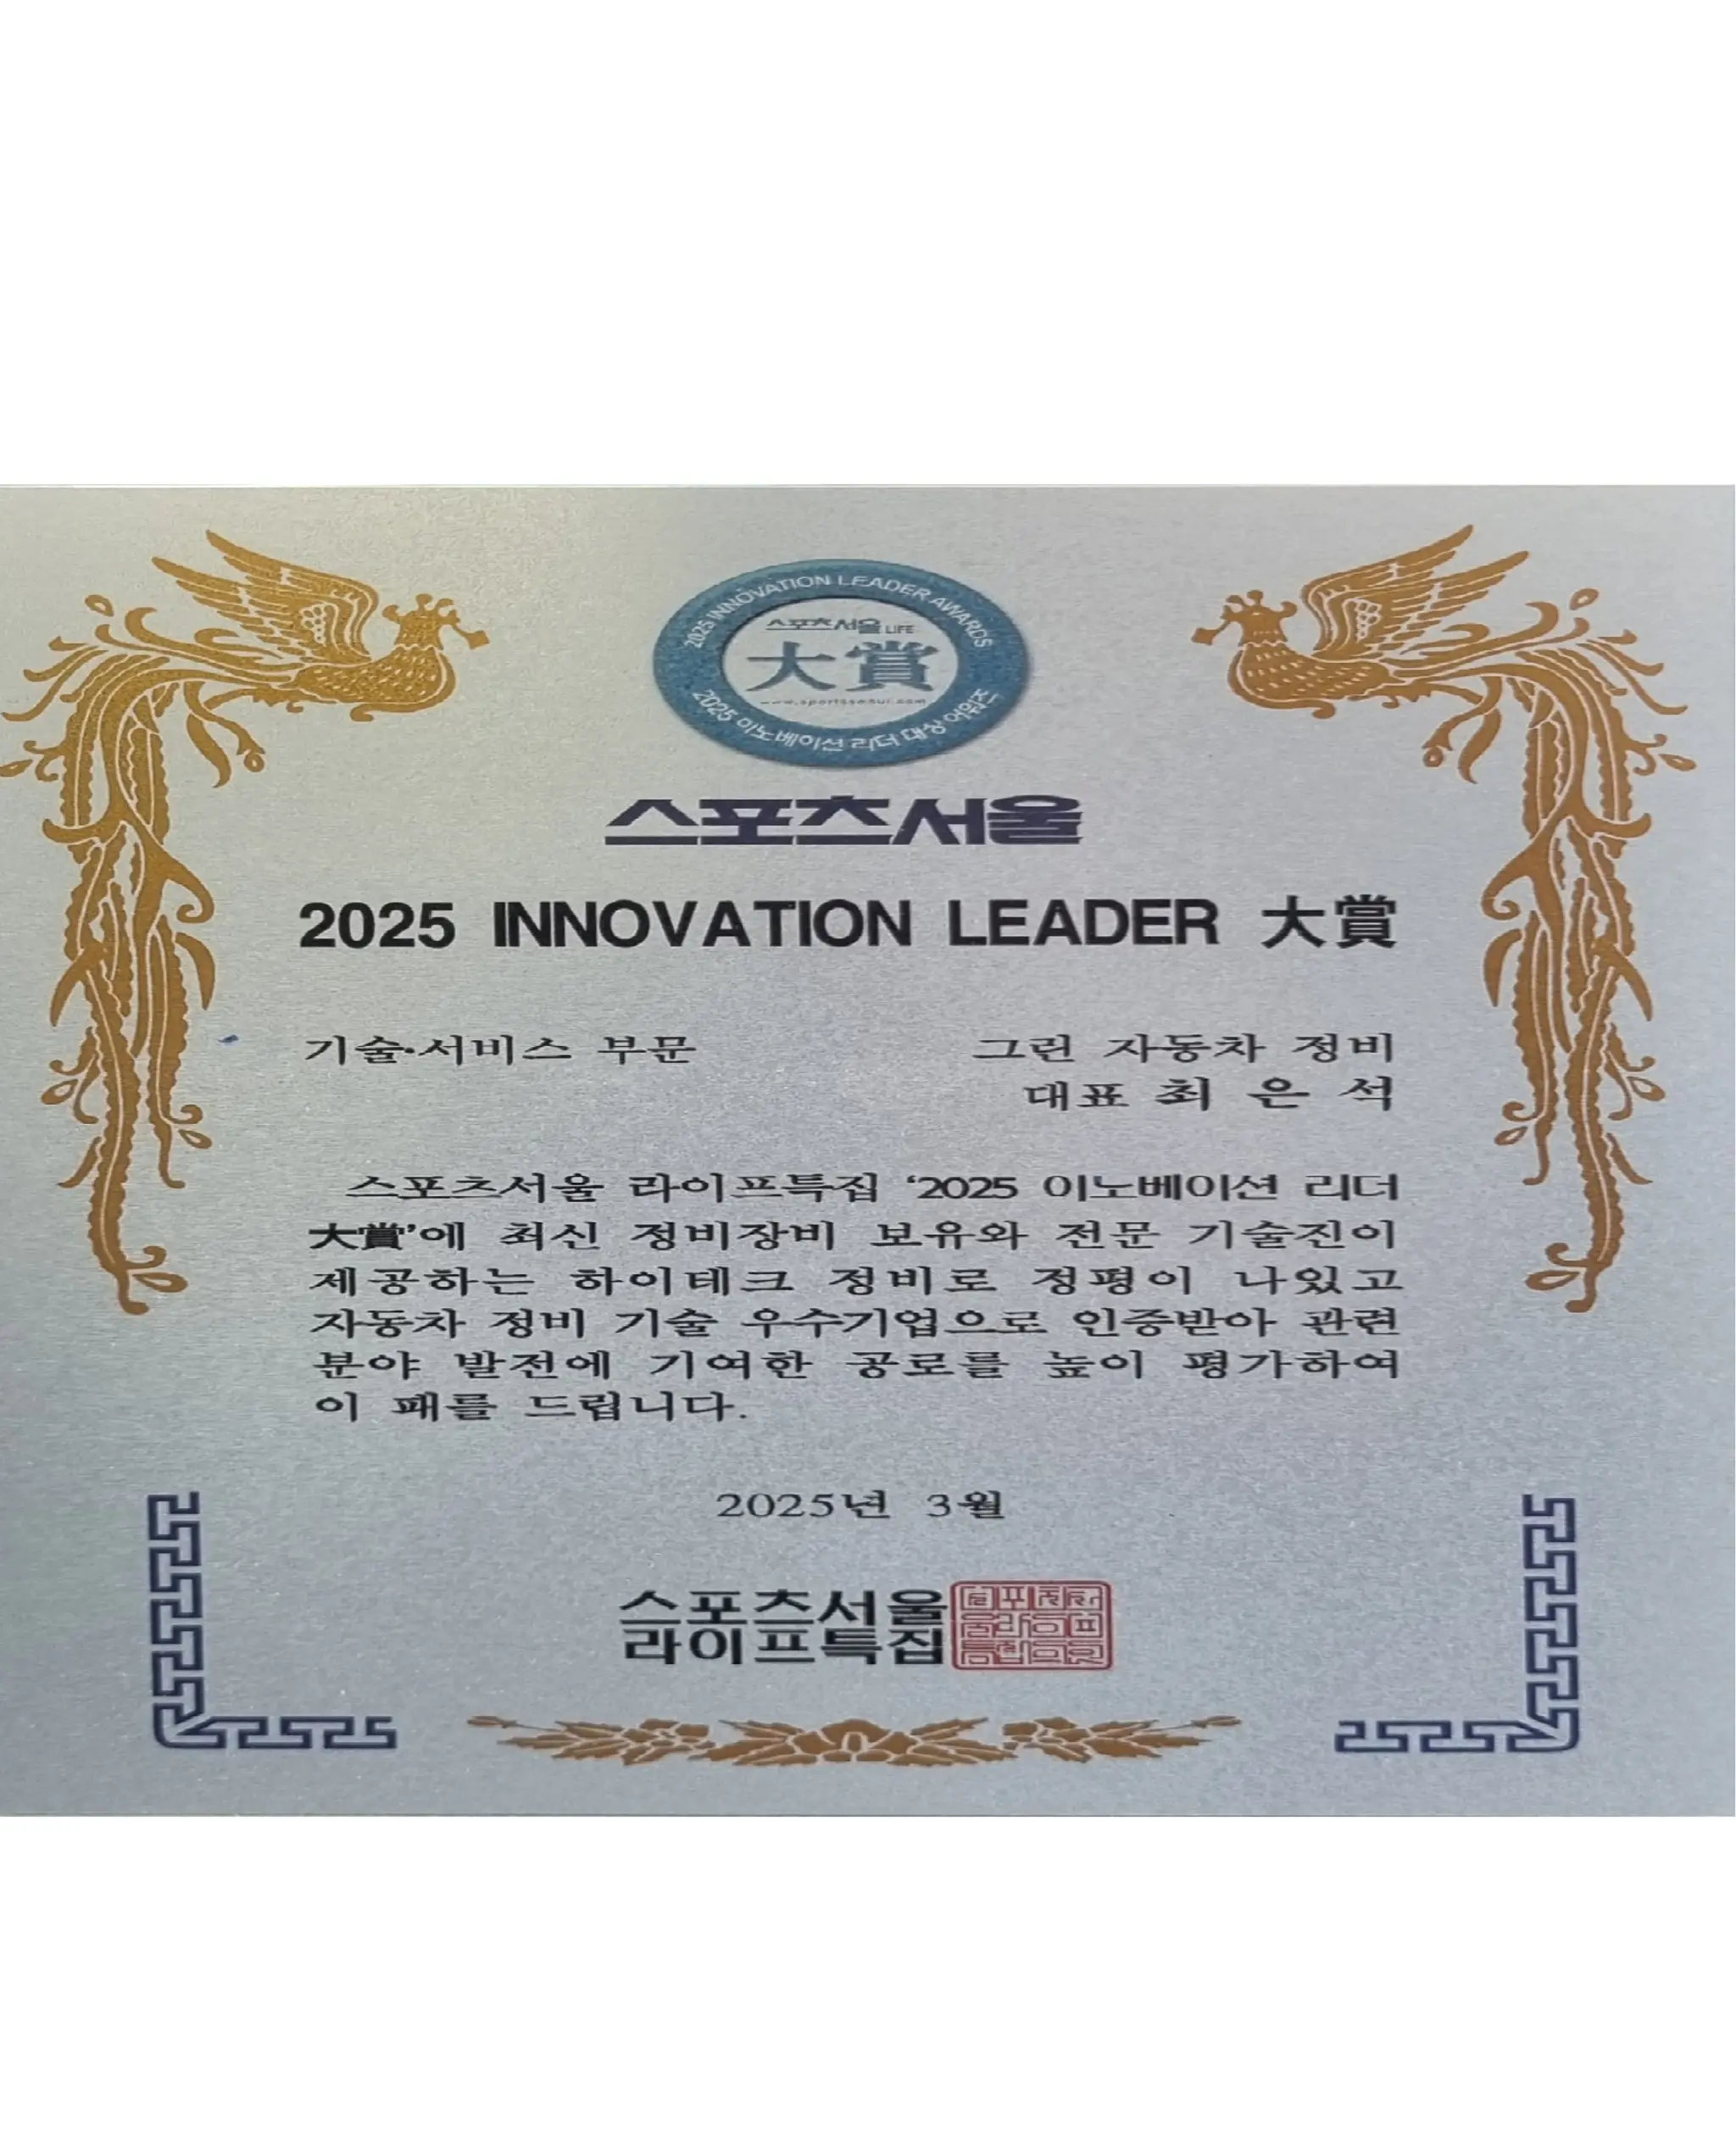 2025 INNOVATION LEADER AWARDS
스포츠서울 LIFE
大賞
www.sportsseoul.com
2025 이노베이션 리더 대상 어워즈
스포츠서울
2025 INNOVATION LEADER 大賞
기술·서비스 부문
그린 자동차 정비
대표 최 은 석
스포츠서울 라이프특집 ‘2025 이노베이션 리더
大賞’에 최신 정비장비 보유와 전문 기술진이
제공하는 하이테크 정비로 정평이 나있고
자동차 정비 기술 우수기업으로 인증받아 관련
분야 발전에 기여한 공로를 높이 평가하여
이 패를 드립니다.
2025년 3월
스포츠서울
라이프특집